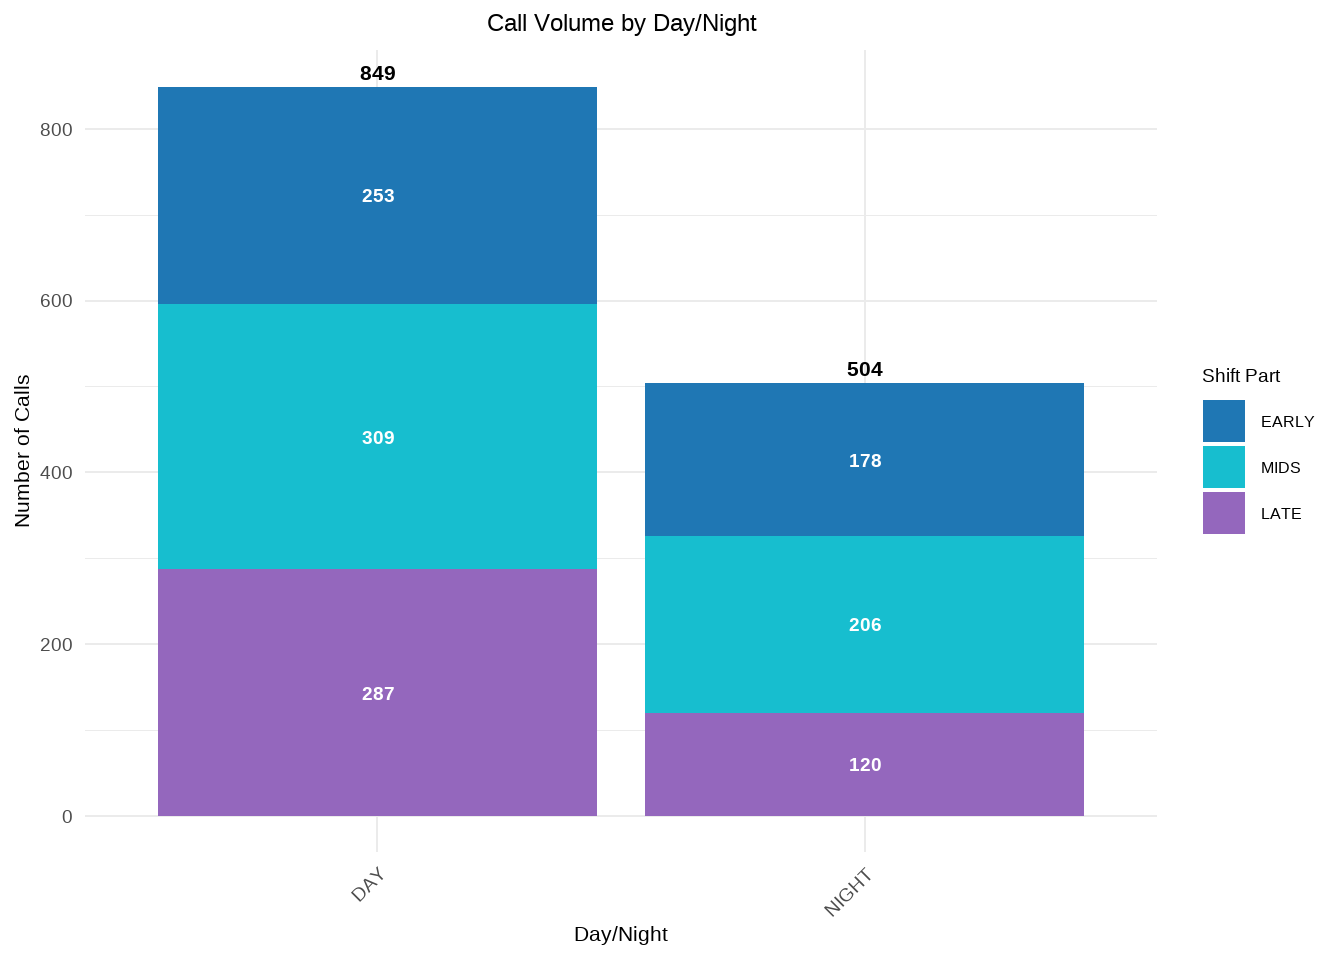 Call Volume by Day/Night
849
800
253
600
504
Number of Calls
309
400
178
206
200
287
120
0
DAY
NIGHT
Day/Night
Shift Part
EARLY
MIDS
LATE